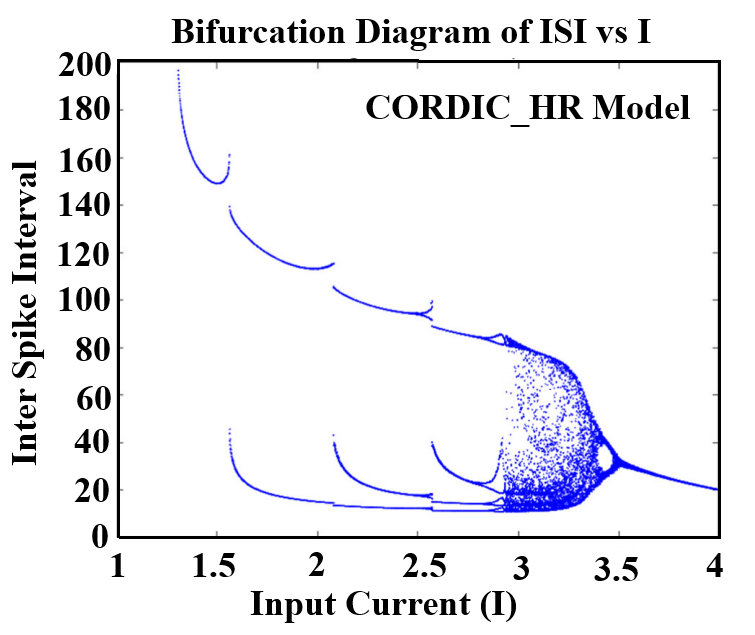 Bifurcation Diagram of ISI vs I
CORDIC_HR Model
Inter Spike Interval
200
180
160
140
120
100
80
60
40
20
0
1 1.5 2 2.5 3 3.5 4
Input Current (I)